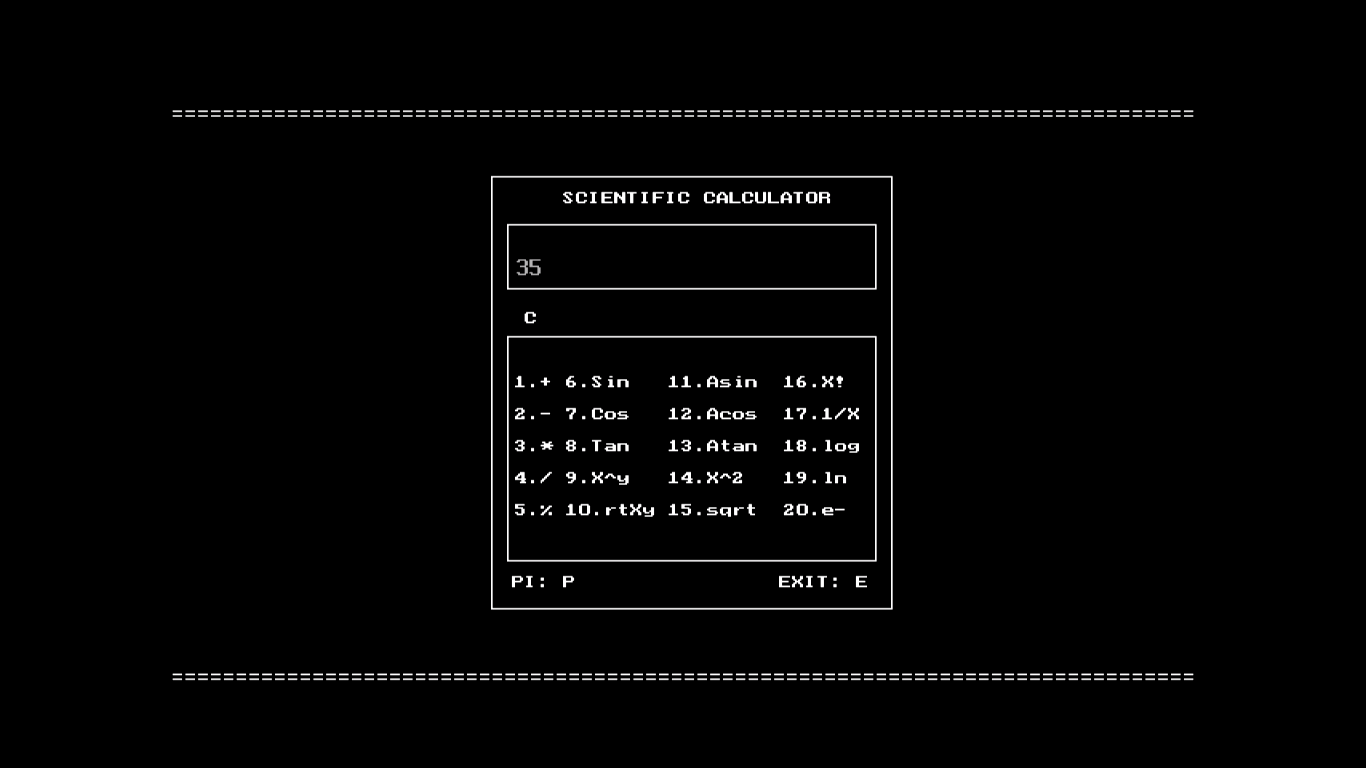 ================================================================================
SCIENTIFIC CALCULATOR
35
C
1.+ 6.Sin 11.Asin 16.X!
2.- 7.Cos 12.Acos 17.1/X
3.* 8.Tan 13.Atan 18.log
4./ 9.X^y 14.X^2 19.ln
5.% 10.rtXy 15.sqrt 20.e-
PI: P EXIT: E
================================================================================